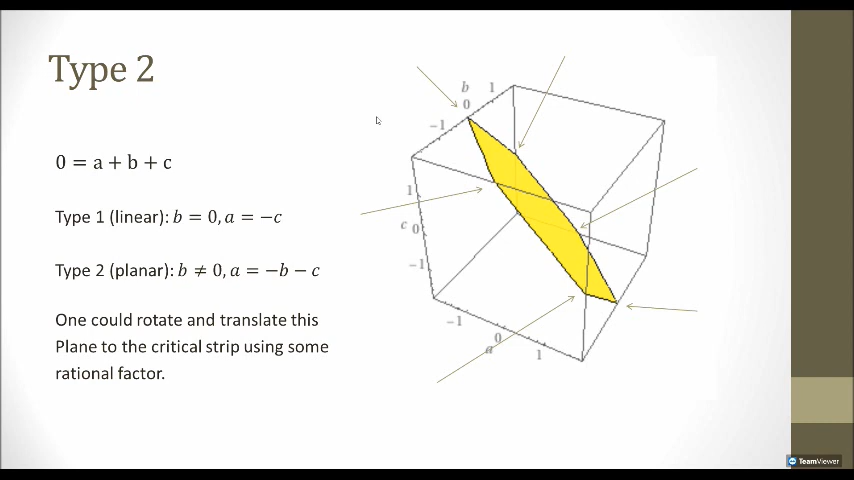 Type 2
0 = a + b + c
Type 1 (linear): b = 0, a = −c
Type 2 (planar): b ≠ 0, a = −b − c
One could rotate and translate this
Plane to the critical strip using some
rational factor.
b
1
0
−1
1
c 0
−1
−1
0
a
1
TeamViewer